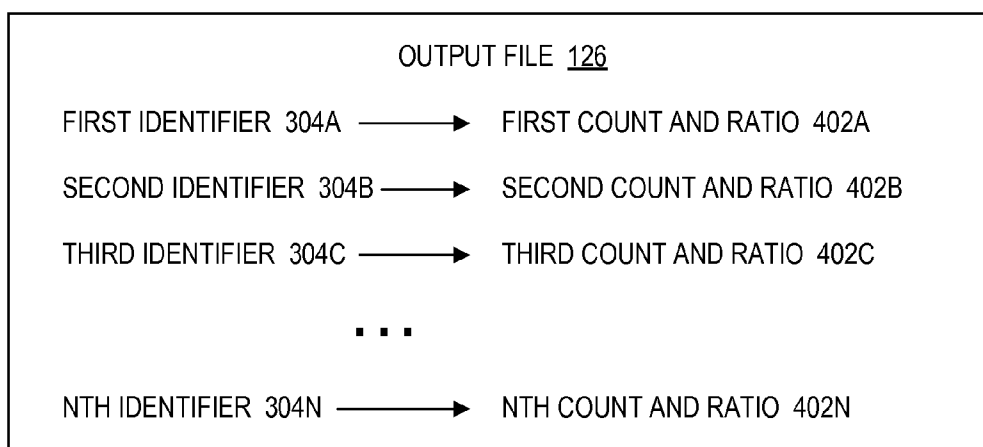 OUTPUT FILE 126
FIRST IDENTIFIER 304A FIRST COUNT AND RATIO 402A
SECOND IDENTIFIER 304B SECOND COUNT AND RATIO 402B
THIRD IDENTIFIER 304C THIRD COUNT AND RATIO 402C
...
NTH IDENTIFIER 304N NTH COUNT AND RATIO 402N